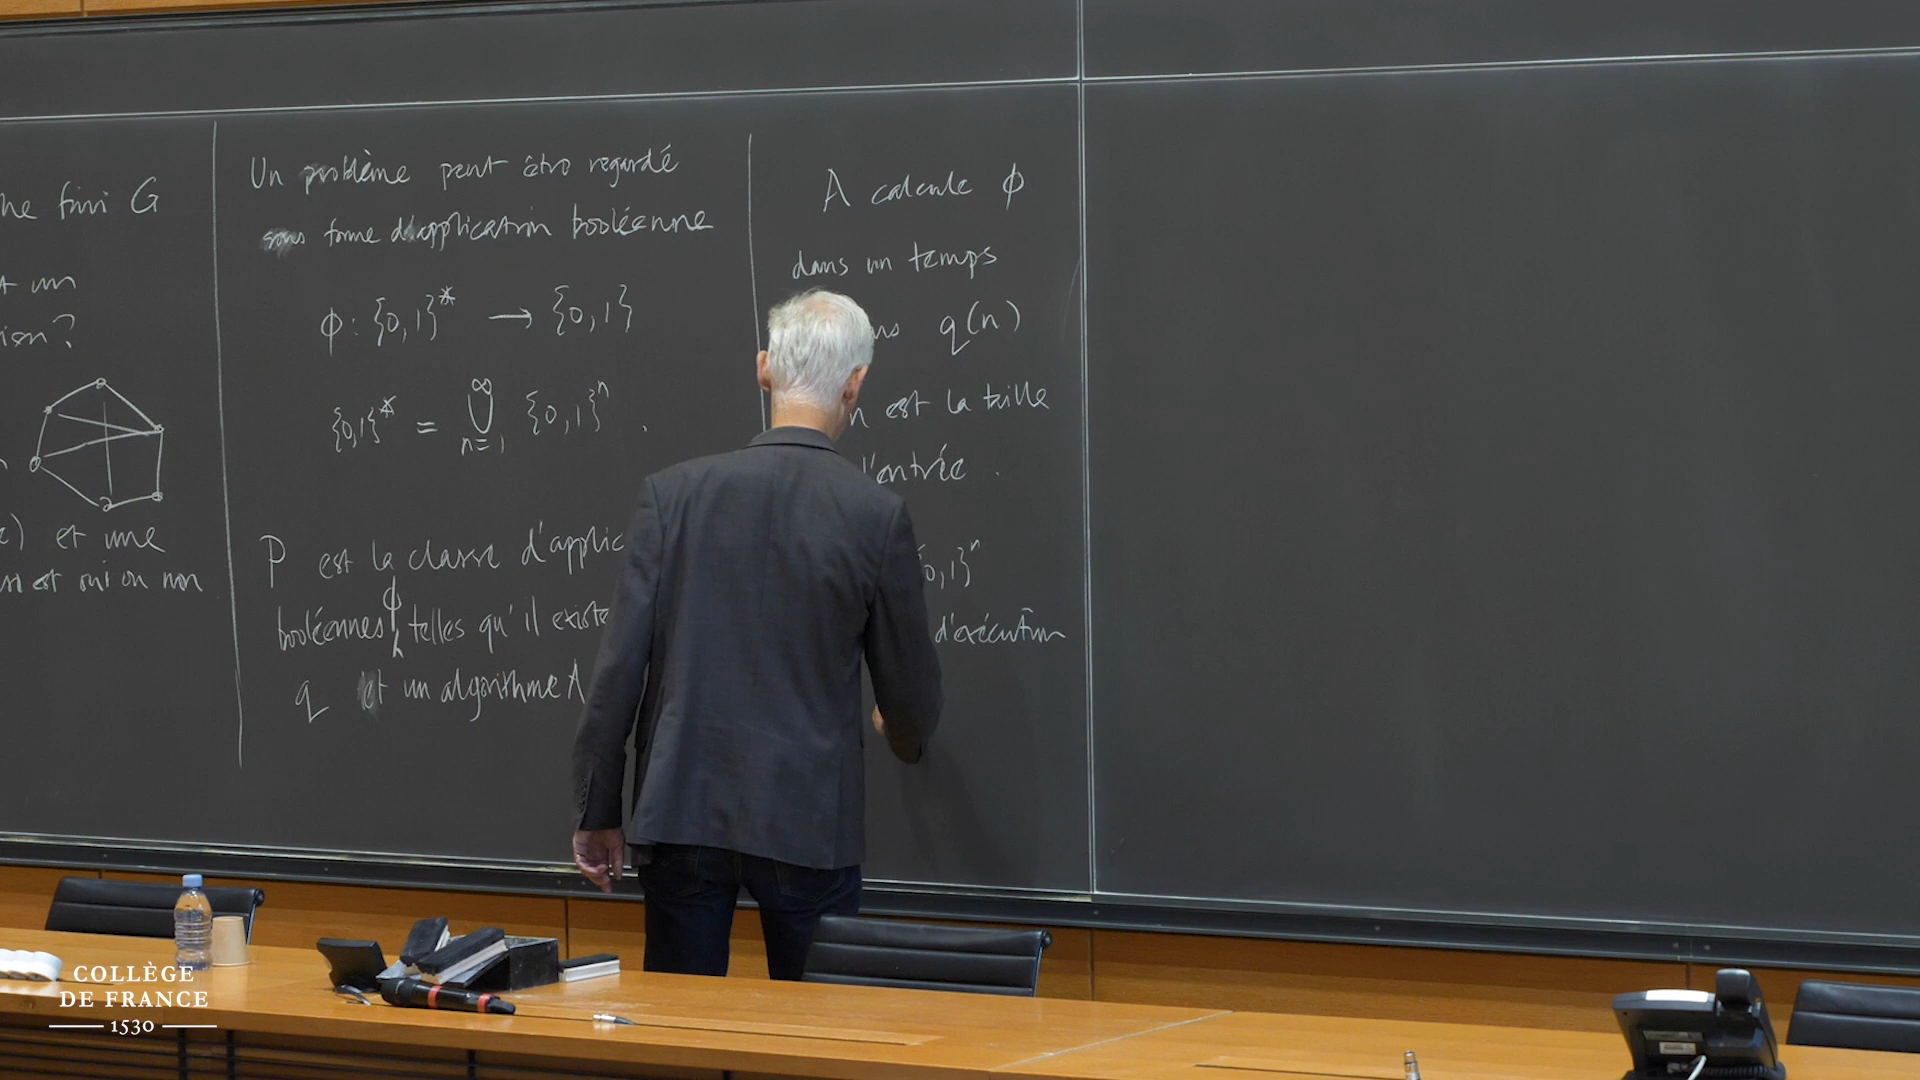 fini G
un
?
) et une
est oui ou non
Un problème peut être regardé
sous forme d'application booléenne
ϕ : {0,1}* → {0,1}
{0,1}* = ∞ ∪ n=1 {0,1}ⁿ .
P est la classe d'applic
ϕ
booléennes telles qu'il existe
q et un algorithme A
A calcule ϕ
dans un temps
q(n)
n est la taille
l'entrée .
0,1}ⁿ
d'exécution
COLLÈGE
DE FRANCE
1530